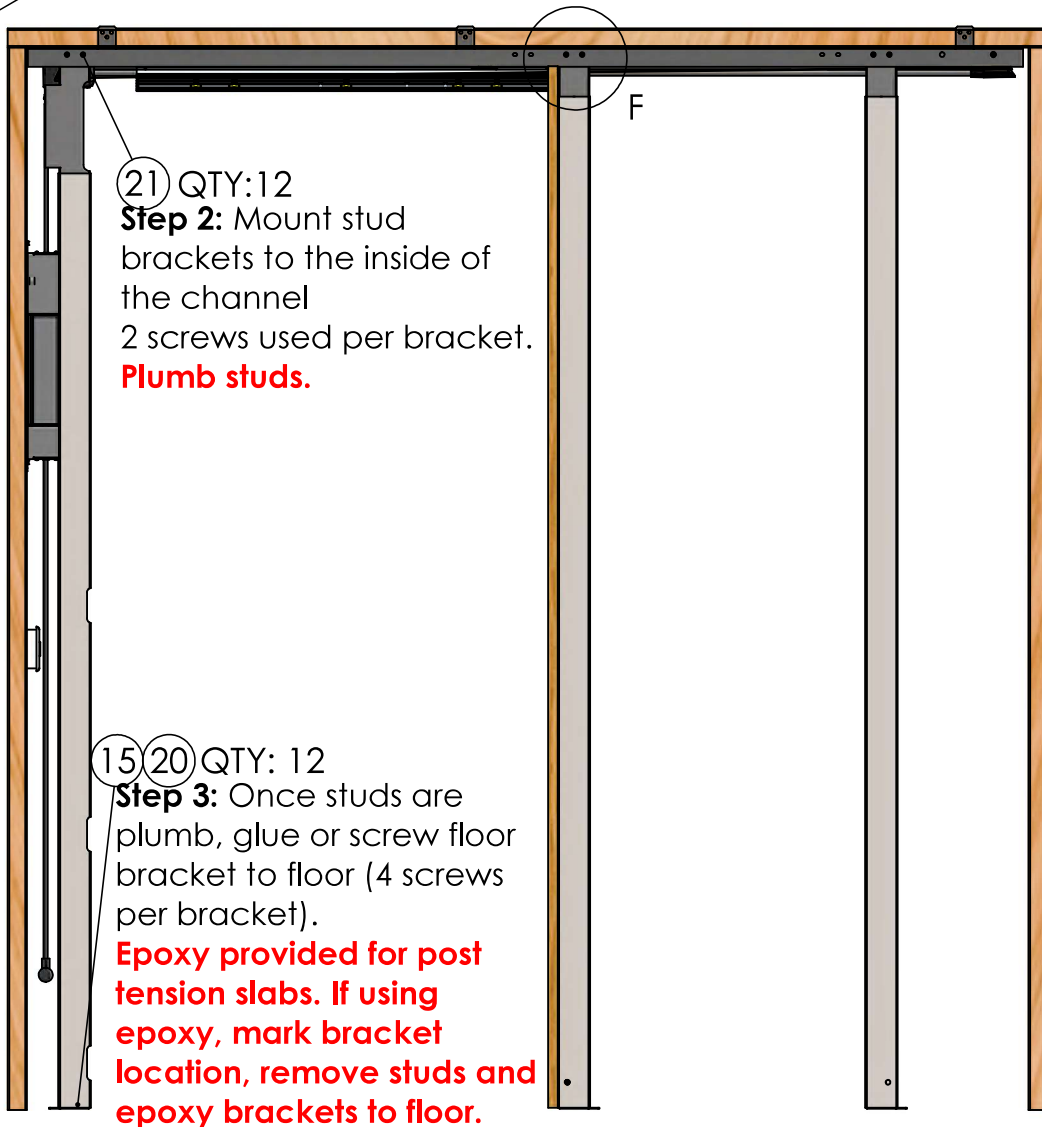 F
21 QTY:12
Step 2: Mount stud
brackets to the inside of
the channel
2 screws used per bracket.
Plumb studs.
15 20 QTY: 12
Step 3: Once studs are
plumb, glue or screw floor
bracket to floor (4 screws
per bracket).
Epoxy provided for post
tension slabs. If using
epoxy, mark bracket
location, remove studs and
epoxy brackets to floor.